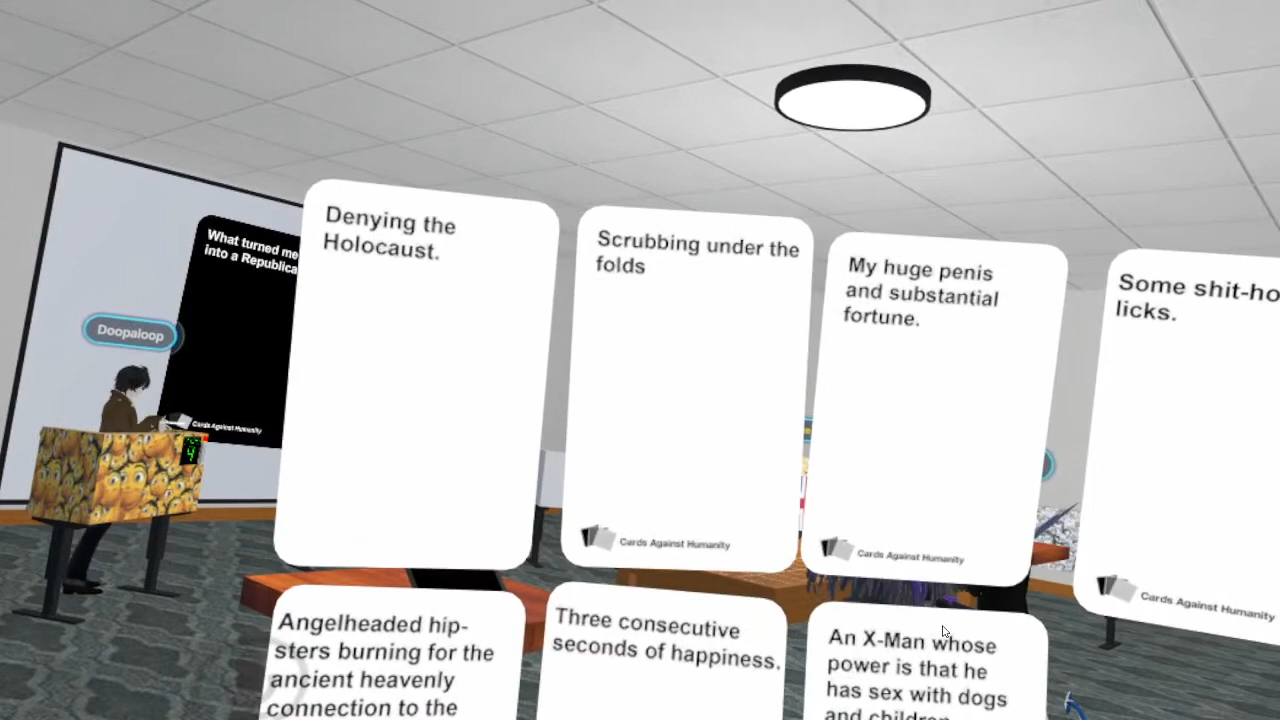 What turned me
into a Republica
Doopaloop
Cards Against Humanity
4
Denying the
Holocaust.
Scrubbing under the
folds
Cards Against Humanity
My huge penis
and substantial
fortune.
Cards Against Humanity
Some shit-ho
licks.
Cards Against Humanity
Angelheaded hip-
sters burning for the
ancient heavenly
connection to the
Three consecutive
seconds of happiness.
An X-Man whose
power is that he
has sex with dogs
and children